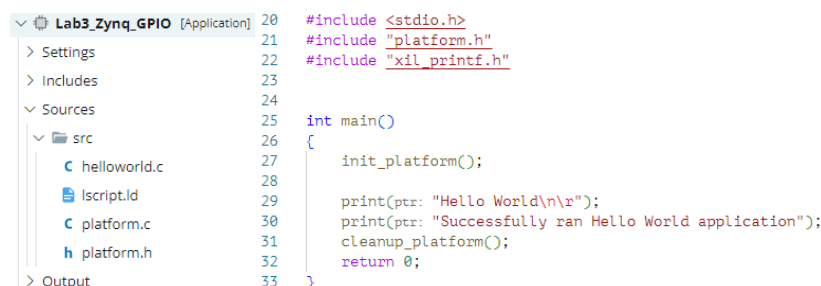 Lab3_Zynq_GPIO [Application]
> Settings
> Includes
Sources
src
C helloworld.c
lscript.ld
C platform.c
h platform.h
> Output
20 #include <stdio.h>
21 #include "platform.h"
22 #include "xil_printf.h"
23
24
25 int main()
26 {
27 init_platform();
28
29 print(ptr: "Hello World\n\r");
30 print(ptr: "Successfully ran Hello World application");
31 cleanup_platform();
32 return 0;
33 }